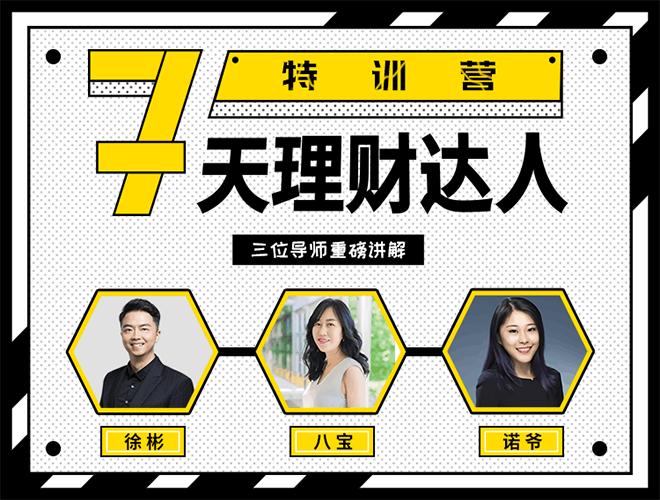 特训营
7天理财达人
三位导师重磅讲解
徐彬
八宝
诺爷